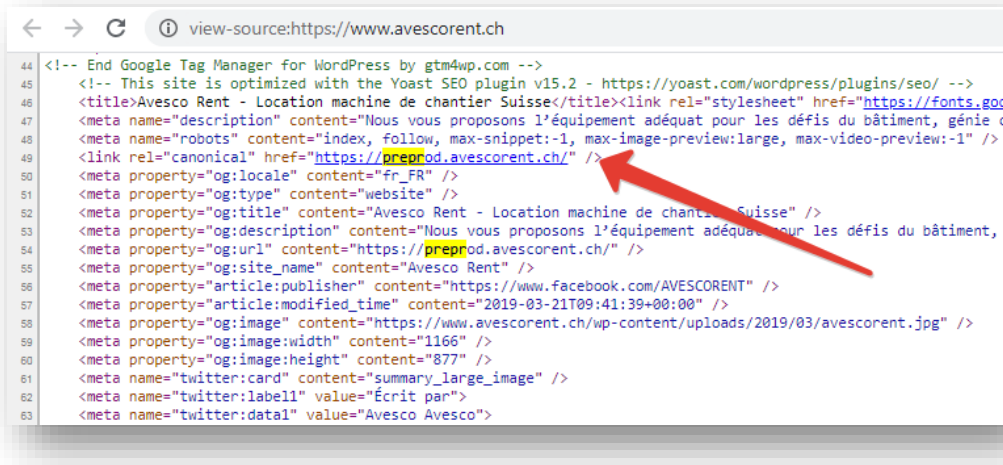 view-source:https://www.avescorent.ch
44 <!-- End Google Tag Manager for WordPress by gtm4wp.com -->
45 <!-- This site is optimized with the Yoast SEO plugin v15.2 - https://yoast.com/wordpress/plugins/seo/ -->
46 <title>Avesco Rent - Location machine de chantier Suisse</title><link rel="stylesheet" href="https://fonts.goo
47 <meta name="description" content="Nous vous proposons l’équipement adéquat pour les défis du bâtiment, génie c
48 <meta name="robots" content="index, follow, max-snippet:-1, max-image-preview:large, max-video-preview:-1" />
49 <link rel="canonical" href="https://preprod.avescorent.ch/" />
50 <meta property="og:locale" content="fr_FR" />
51 <meta property="og:type" content="website" />
52 <meta property="og:title" content="Avesco Rent - Location machine de chantier Suisse" />
53 <meta property="og:description" content="Nous vous proposons l’équipement adéquat pour les défis du bâtiment,
54 <meta property="og:url" content="https://preprod.avescorent.ch/" />
55 <meta property="og:site_name" content="Avesco Rent" />
56 <meta property="article:publisher" content="https://www.facebook.com/AVESCORENT" />
57 <meta property="article:modified_time" content="2019-03-21T09:41:39+00:00" />
58 <meta property="og:image" content="https://www.avescorent.ch/wp-content/uploads/2019/03/avescorent.jpg" />
59 <meta property="og:image:width" content="1166" />
60 <meta property="og:image:height" content="877" />
61 <meta name="twitter:card" content="summary_large_image" />
62 <meta name="twitter:label1" value="Écrit par">
63 <meta name="twitter:data1" value="Avesco Avesco">